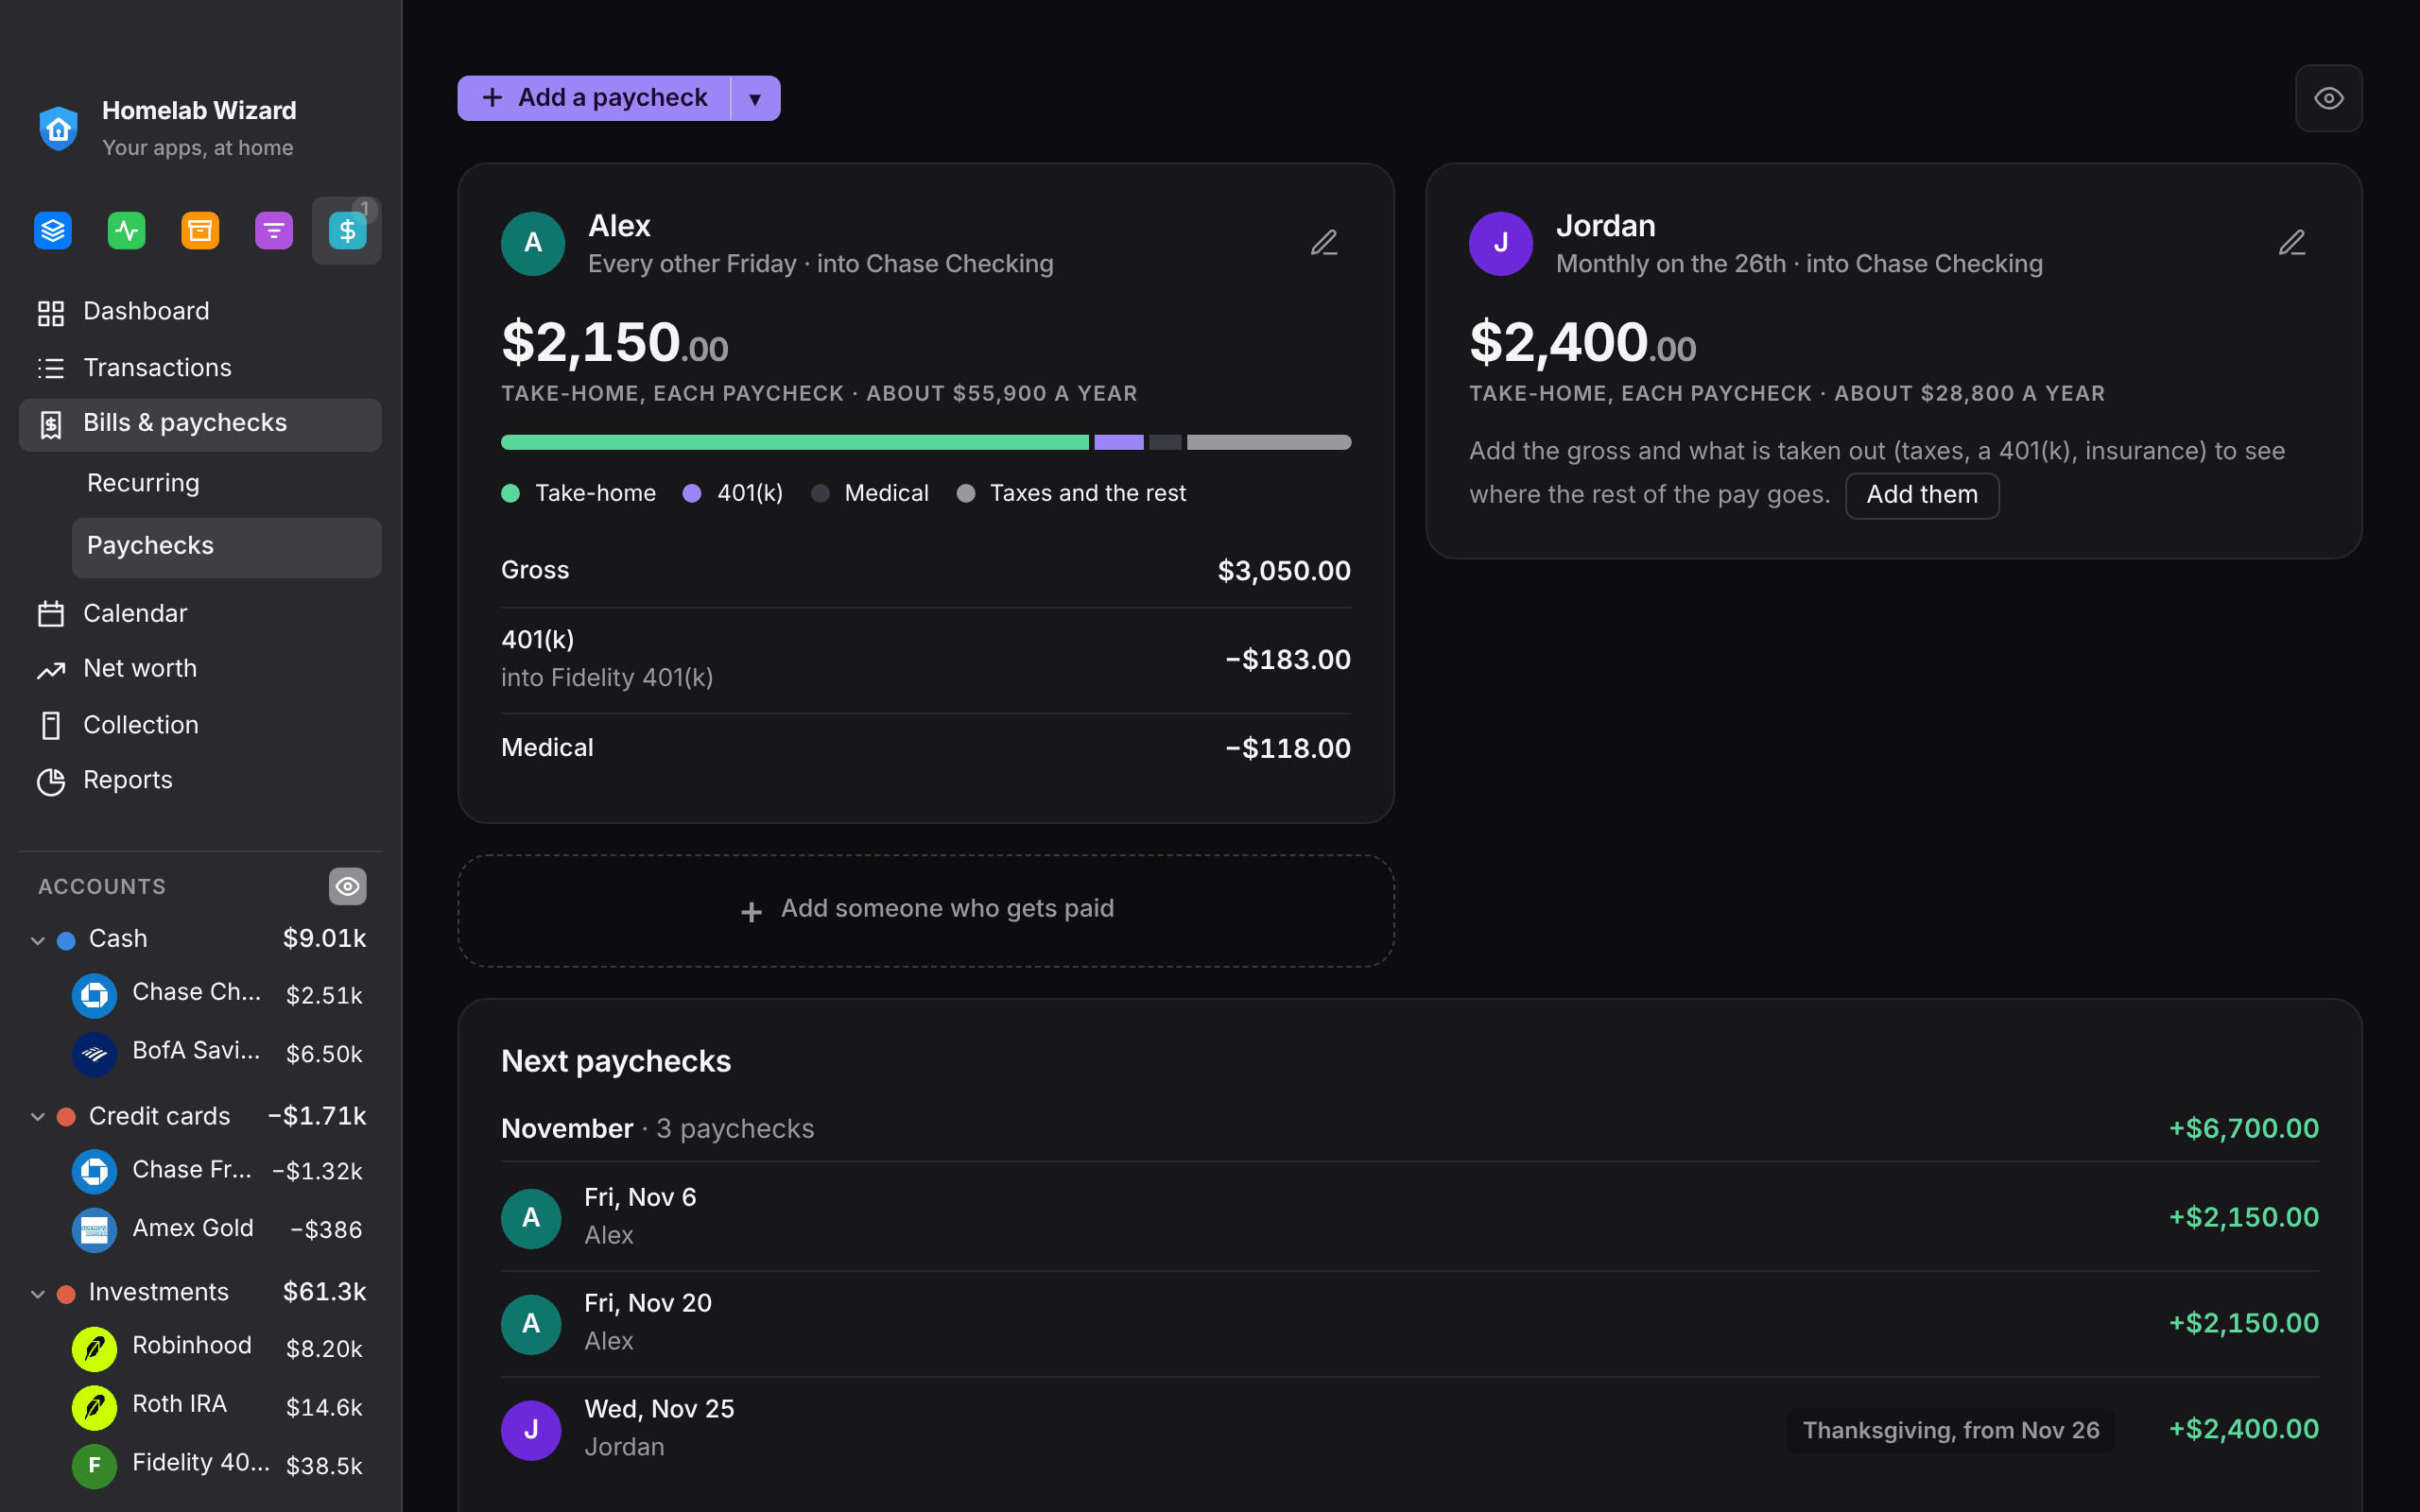 Homelab Wizard
Your apps, at home
1
Dashboard
Transactions
Bills & paychecks
Recurring
Paychecks
Calendar
Net worth
Collection
Reports
ACCOUNTS
Cash $9.01k
Chase Ch... $2.51k
BofA Savi... $6.50k
Credit cards −$1.71k
Chase Fr... −$1.32k
Amex Gold −$386
Investments $61.3k
Robinhood $8.20k
Roth IRA $14.6k
F Fidelity 40... $38.5k
+ Add a paycheck ▾
A Alex
Every other Friday · into Chase Checking
$2,150.00
TAKE-HOME, EACH PAYCHECK · ABOUT $55,900 A YEAR
Take-home 401(k) Medical Taxes and the rest
Gross $3,050.00
401(k)
into Fidelity 401(k) −$183.00
Medical −$118.00
J Jordan
Monthly on the 26th · into Chase Checking
$2,400.00
TAKE-HOME, EACH PAYCHECK · ABOUT $28,800 A YEAR
Add the gross and what is taken out (taxes, a 401(k), insurance) to see
where the rest of the pay goes. Add them
+ Add someone who gets paid
Next paychecks
November · 3 paychecks +$6,700.00
A Fri, Nov 6
Alex +$2,150.00
A Fri, Nov 20
Alex +$2,150.00
J Wed, Nov 25
Jordan Thanksgiving, from Nov 26 +$2,400.00